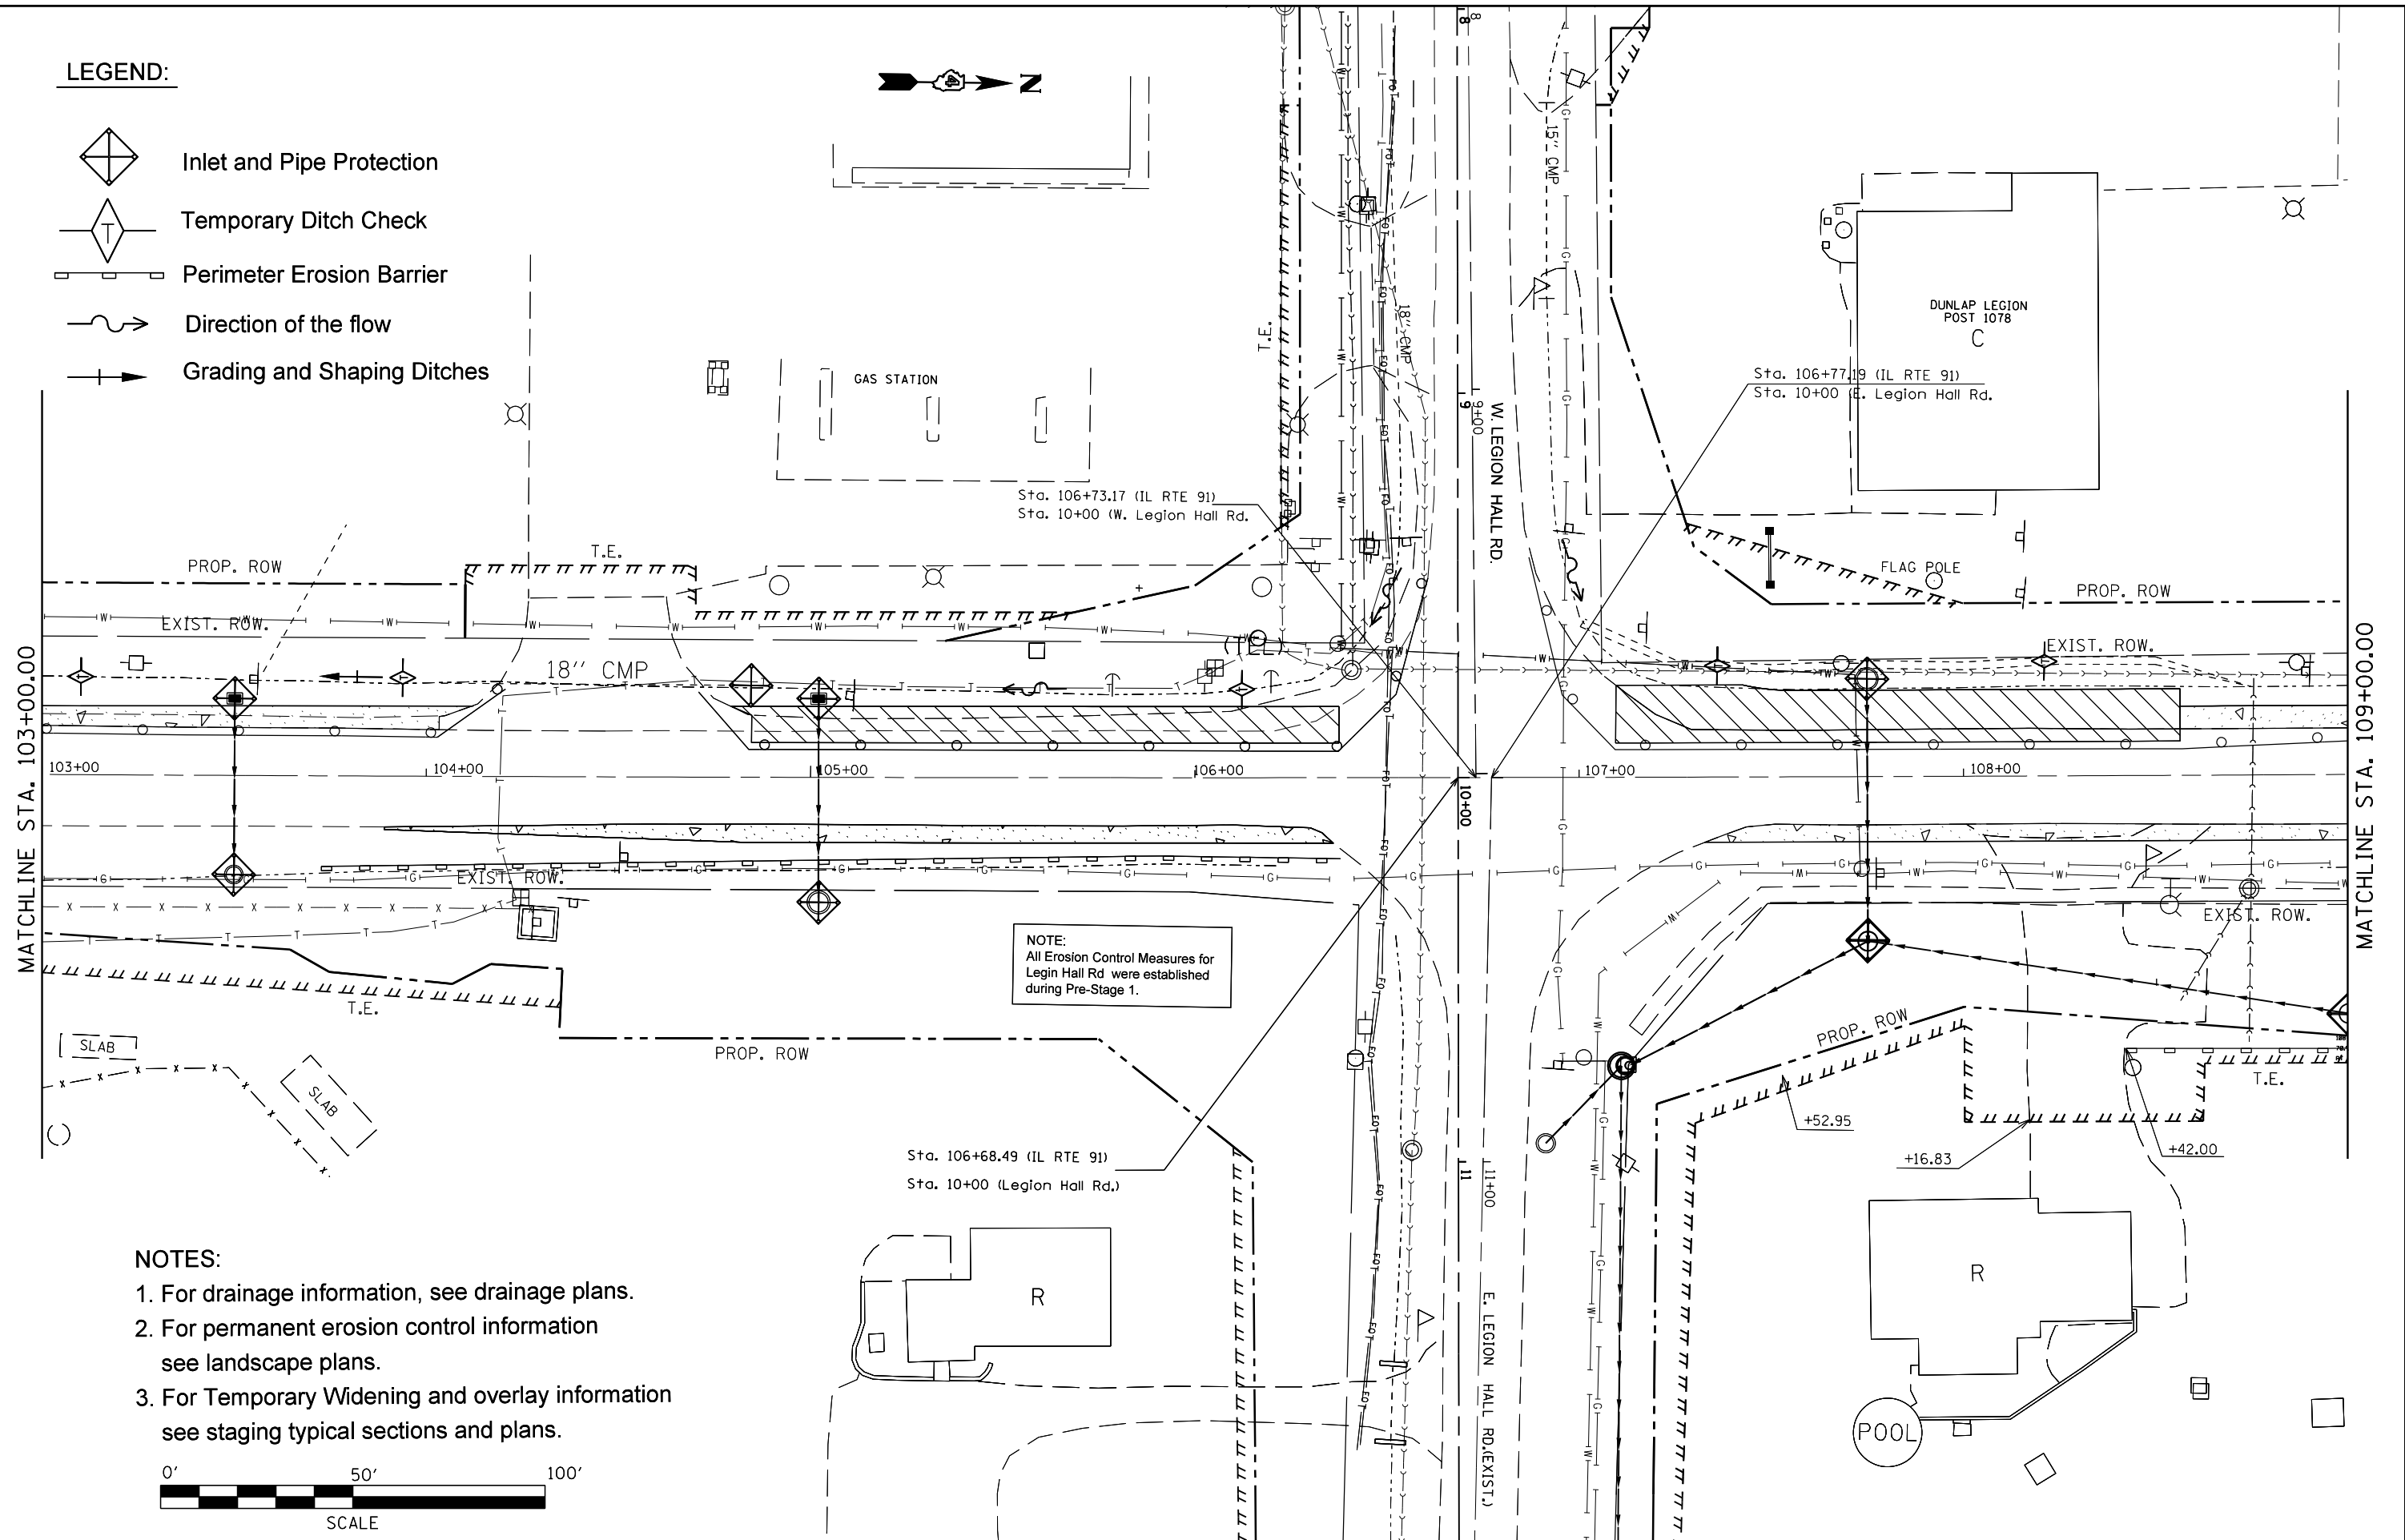 LEGEND:
Inlet and Pipe Protection
Temporary Ditch Check
T
Perimeter Erosion Barrier
Direction of the flow
Grading and Shaping Ditches
4
N
8
8
15'' CMP
18'' CMP
T.E.
GAS STATION
DUNLAP LEGION
POST 1078
C
Sta. 106+77.19 (IL RTE 91)
Sta. 10+00 (E. Legion Hall Rd.
9
9+00
W. LEGION HALL RD.
Sta. 106+73.17 (IL RTE 91)
Sta. 10+00 (W. Legion Hall Rd.
PROP. ROW
T.E.
FLAG POLE
PROP. ROW
EXIST. ROW.
(TEL)
EXIST. ROW.
18'' CMP
MATCHLINE STA. 103+00.00
MATCHLINE STA. 109+00.00
103+00
104+00
105+00
106+00
107+00
108+00
10+00
EXIST. ROW.
EXIST. ROW.
NOTE:
All Erosion Control Measures for
Legin Hall Rd were established
during Pre-Stage 1.
T.E.
SLAB
SLAB
PROP. ROW
PROP. ROW
T.E.
+52.95
+16.83
+42.00
Sta. 106+68.49 (IL RTE 91)
Sta. 10+00 (Legion Hall Rd.)
11
11+00
E. LEGION HALL RD.(EXIST.)
R
R
POOL
NOTES:
1. For drainage information, see drainage plans.
2. For permanent erosion control information
see landscape plans.
3. For Temporary Widening and overlay information
see staging typical sections and plans.
0' 50' 100'
SCALE